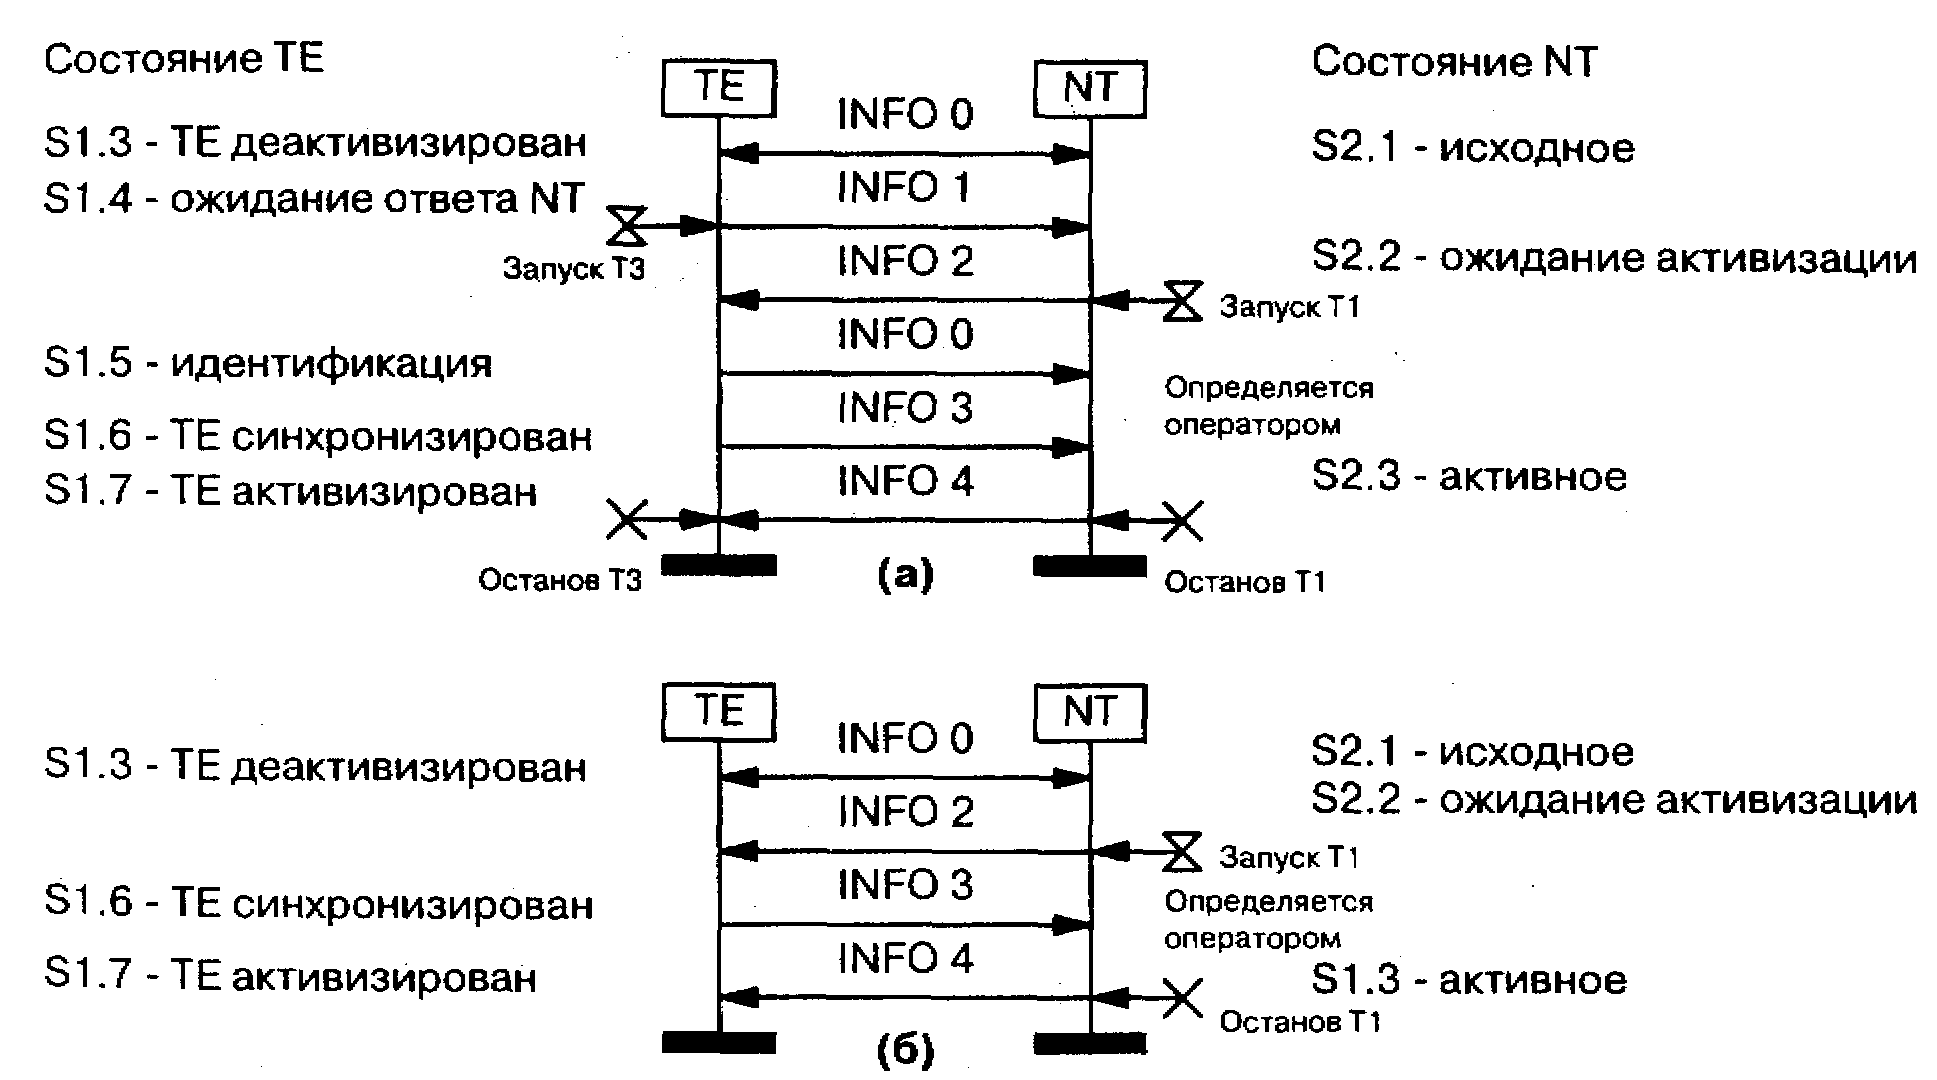 Состояние TE
TE
NT
Состояние NT
INFO 0
S1.3 - TE деактивизирован
S2.1 - исходное
INFO 1
S1.4 - ожидание ответа NT
Запуск T3
INFO 2
S2.2 - ожидание активизации
Запуск T1
INFO 0
S1.5 - идентификация
Определяется
оператором
INFO 3
S1.6 - TE синхронизирован
INFO 4
S2.3 - активное
S1.7 - TE активизирован
Останов T3
(а)
Останов T1
TE
NT
INFO 0
S1.3 - TE деактивизирован
S2.1 - исходное
S2.2 - ожидание активизации
INFO 2
Запуск T1
INFO 3
S1.6 - TE синхронизирован
Определяется
оператором
INFO 4
S1.7 - TE активизирован
S1.3 - активное
Останов T1
(б)